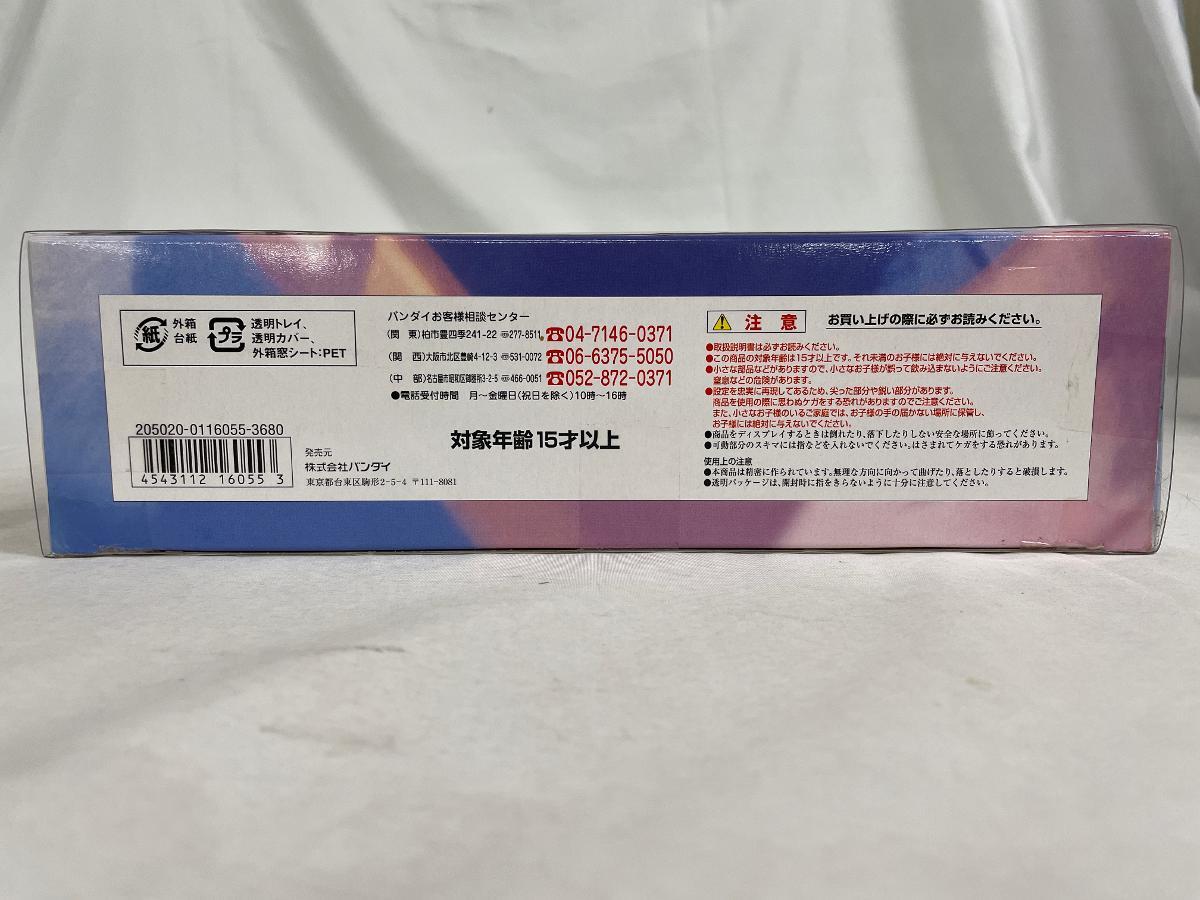 紙
外箱
台紙
プラ
透明トレイ、
透明カバー、
外箱窓シート:PET
205020-0116055-3680
4543112 16055 3
バンダイお客様相談センター
(関 東)柏市豊四季241-22 〒277-8511 ☎04-7146-0371
(関 西)大阪市北区豊崎4-12-3 〒531-0072 ☎06-6375-5050
(中 部)名古屋市昭和区御器所3-2-5 〒466-0051 ☎052-872-0371
●電話受付時間 月〜金曜日(祝日を除く)10時〜16時
対象年齢15才以上
発売元
株式会社バンダイ
東京都台東区駒形2-5-4 〒111-8081
注意 お買い上げの際に必ずお読みください。
●取扱説明書は必ずお読みください。
●この商品の対象年齢は15才以上です。それ未満のお子様には絶対に与えないでください。
●小さな部品などがありますので、小さなお子様が誤って飲み込まないようにご注意ください。
窒息などの危険があります。
●設定を忠実に再現してあるため、尖った部分や鋭い部分があります。
商品を使用の際に思わぬケガをする恐れがありますのでご注意ください。
また、小さなお子様のいるご家庭では、お子様の手の届かない場所に保管し、
お子様には絶対に与えないでください。
●商品をディスプレイするときは倒れたり、落下したりしない安全な場所に飾ってください。
●可動部分のスキマには指などを入れないでください。はさまれてケガをする恐れがあります。
使用上の注意
●本商品は精密に作られています。無理な方向に向かって曲げたり、落としたりすると破損します。
●透明パッケージは、開封時に指をきらないように十分に注意してください。